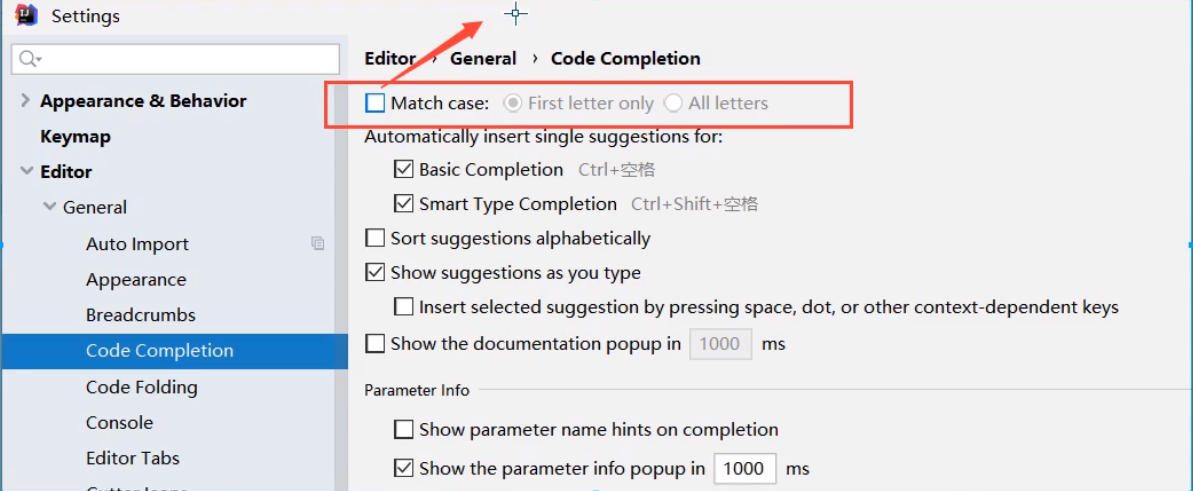 Settings
Editor › General › Code Completion
Appearance & Behavior
Keymap
Editor
General
Auto Import
Appearance
Breadcrumbs
Code Completion
Code Folding
Console
Editor Tabs
Match case: First letter only All letters
Automatically insert single suggestions for:
Basic Completion Ctrl+空格
Smart Type Completion Ctrl+Shift+空格
Sort suggestions alphabetically
Show suggestions as you type
Insert selected suggestion by pressing space, dot, or other context-dependent keys
Show the documentation popup in 1000 ms
Parameter Info
Show parameter name hints on completion
Show the parameter info popup in 1000 ms